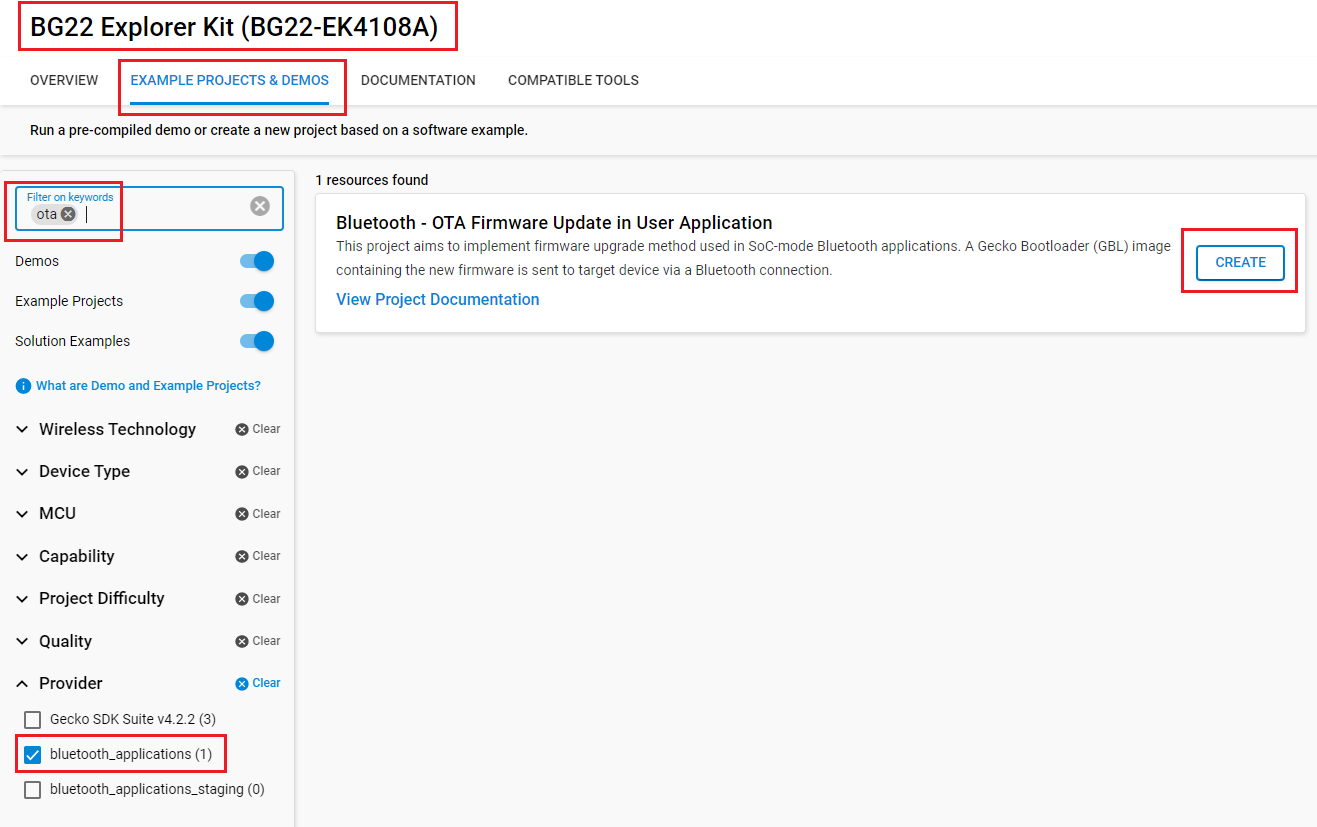 BG22 Explorer Kit (BG22-EK4108A)
OVERVIEW EXAMPLE PROJECTS & DEMOS DOCUMENTATION COMPATIBLE TOOLS
Run a pre-compiled demo or create a new project based on a software example.
Filter on keywords
ota
Demos
Example Projects
Solution Examples
What are Demo and Example Projects?
Wireless Technology Clear
Device Type Clear
MCU Clear
Capability Clear
Project Difficulty Clear
Quality Clear
Provider Clear
Gecko SDK Suite v4.2.2 (3)
bluetooth_applications (1)
bluetooth_applications_staging (0)
1 resources found
Bluetooth - OTA Firmware Update in User Application
This project aims to implement firmware upgrade method used in SoC-mode Bluetooth applications. A Gecko Bootloader (GBL) image
containing the new firmware is sent to target device via a Bluetooth connection.
View Project Documentation
CREATE